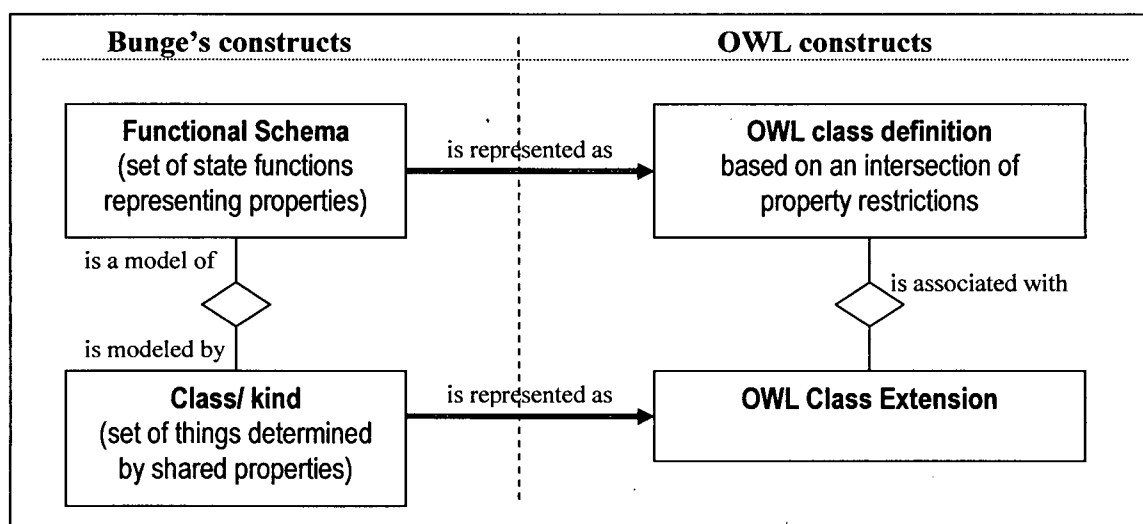 Bunge's constructs
OWL constructs
Functional Schema
(set of state functions
representing properties)
is represented as
OWL class definition
based on an intersection of
property restrictions
is a model of
is associated with
is modeled by
Class/ kind
(set of things determined
by shared properties)
is represented as
OWL Class Extension